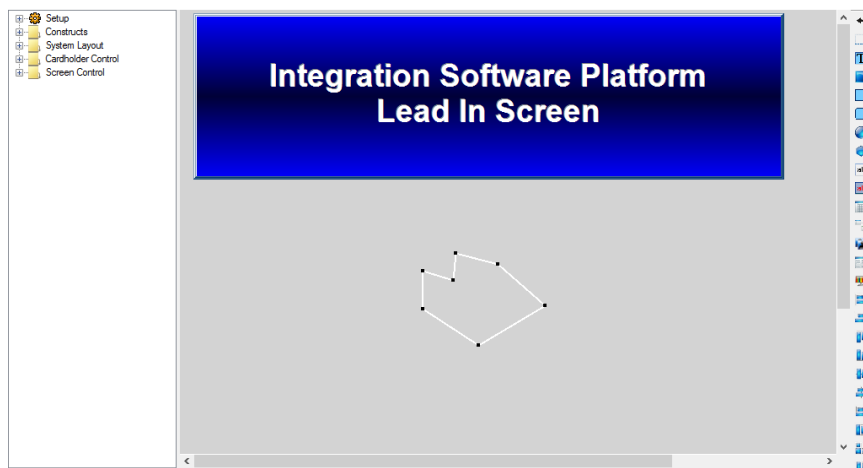 Setup
Constructs
System Layout
Cardholder Control
Screen Control
Integration Software Platform
Lead In Screen